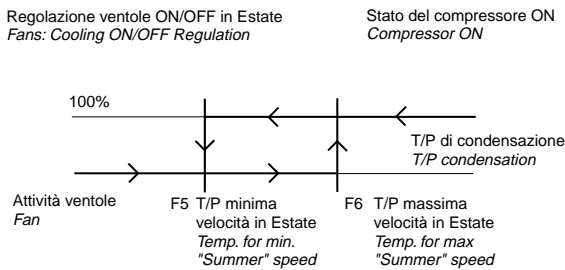 Regolazione ventole ON/OFF in Estate
Fans: Cooling ON/OFF Regulation
Stato del compressore ON
Compressor ON
100%
T/P di condensazione
T/P condensation
Attività ventole
Fan
F5 T/P minima
velocità in Estate
Temp. for min.
"Summer" speed
F6 T/P massima
velocità in Estate
Temp. for max
"Summer" speed